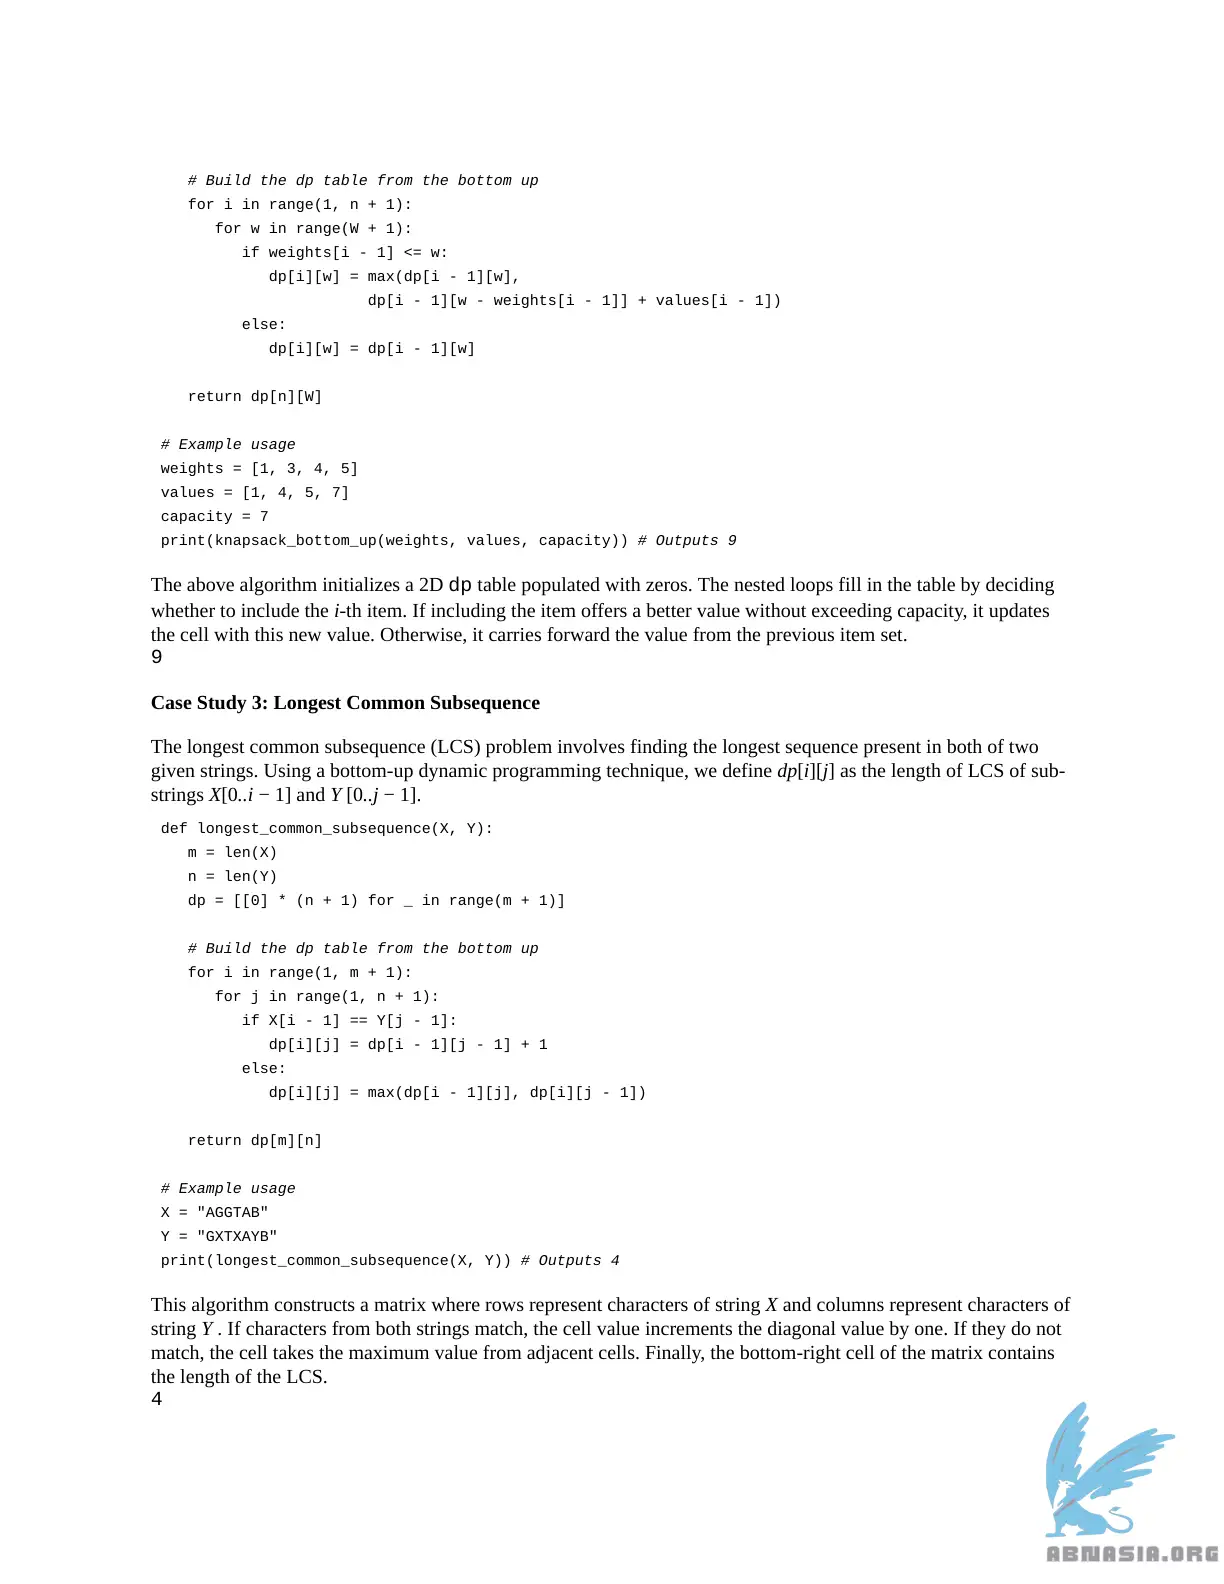 # Build the dp table from the bottom up
for i in range(1, n + 1):
for w in range(W + 1):
if weights[i - 1] <= w:
dp[i][w] = max(dp[i - 1][w],
dp[i - 1][w - weights[i - 1]] + values[i - 1])
else:
dp[i][w] = dp[i - 1][w]
return dp[n][W]
# Example usage
weights = [1, 3, 4, 5]
values = [1, 4, 5, 7]
capacity = 7
print(knapsack_bottom_up(weights, values, capacity)) # Outputs 9
The above algorithm initializes a 2D dp table populated with zeros. The nested loops fill in the table by deciding
whether to include the i-th item. If including the item offers a better value without exceeding capacity, it updates
the cell with this new value. Otherwise, it carries forward the value from the previous item set.
9
Case Study 3: Longest Common Subsequence
The longest common subsequence (LCS) problem involves finding the longest sequence present in both of two
given strings. Using a bottom-up dynamic programming technique, we define dp[i][j] as the length of LCS of sub-
strings X[0..i − 1] and Y [0..j − 1].
def longest_common_subsequence(X, Y):
m = len(X)
n = len(Y)
dp = [[0] * (n + 1) for _ in range(m + 1)]
# Build the dp table from the bottom up
for i in range(1, m + 1):
for j in range(1, n + 1):
if X[i - 1] == Y[j - 1]:
dp[i][j] = dp[i - 1][j - 1] + 1
else:
dp[i][j] = max(dp[i - 1][j], dp[i][j - 1])
return dp[m][n]
# Example usage
X = "AGGTAB"
Y = "GXTXAYB"
print(longest_common_subsequence(X, Y)) # Outputs 4
This algorithm constructs a matrix where rows represent characters of string X and columns represent characters of
string Y . If characters from both strings match, the cell value increments the diagonal value by one. If they do not
match, the cell takes the maximum value from adjacent cells. Finally, the bottom-right cell of the matrix contains
the length of the LCS.
4
ABNASIA.ORG